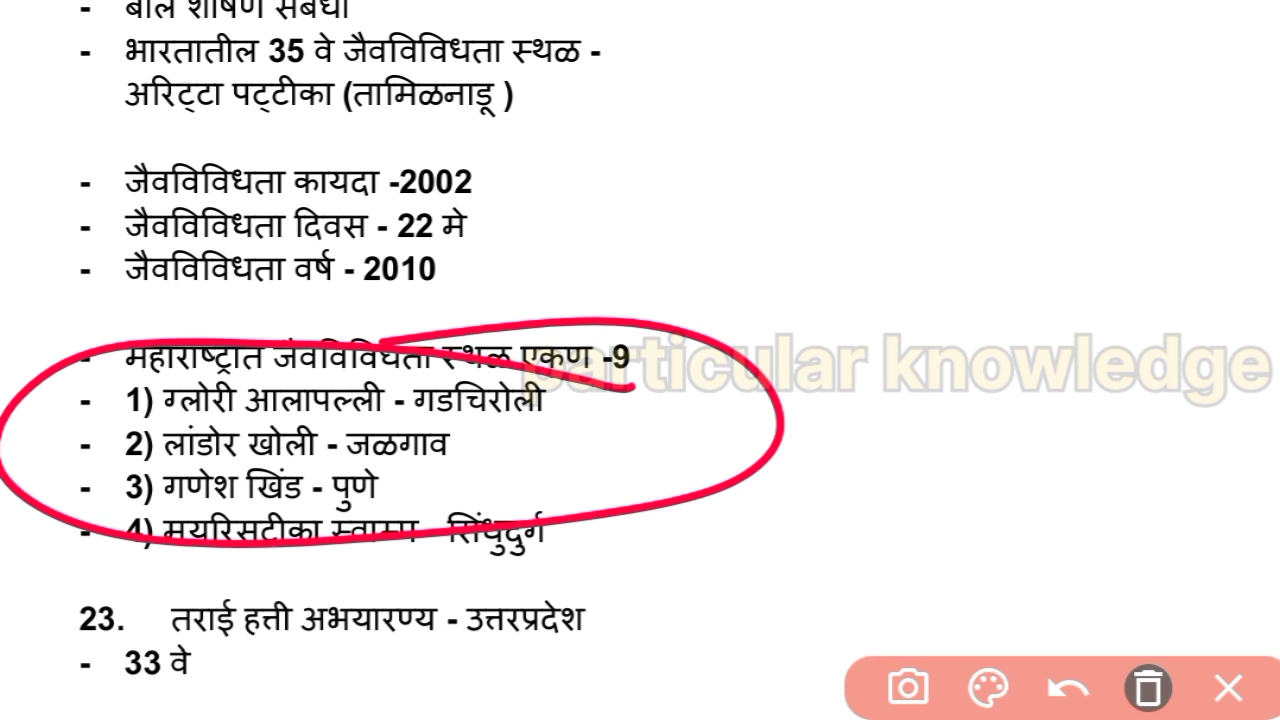 - बाल शोषण संबंधी
- भारतातील 35 वे जैवविविधता स्थळ -
अरिट्टा पट्टीका (तामिळनाडू )
- जैवविविधता कायदा -2002
- जैवविविधता दिवस - 22 मे
- जैवविविधता वर्ष - 2010
- महाराष्ट्रात जैवविविधता स्थळ एकूण -9
particular knowledge
- 1) ग्लोरी आलापल्ली - गडचिरोली
- 2) लांडोर खोली - जळगाव
- 3) गणेश खिंड - पुणे
- 4) मयरिसटीका स्वाम्प - सिंधुदुर्ग
23. तराई हत्ती अभयारण्य - उत्तरप्रदेश
- 33 वे